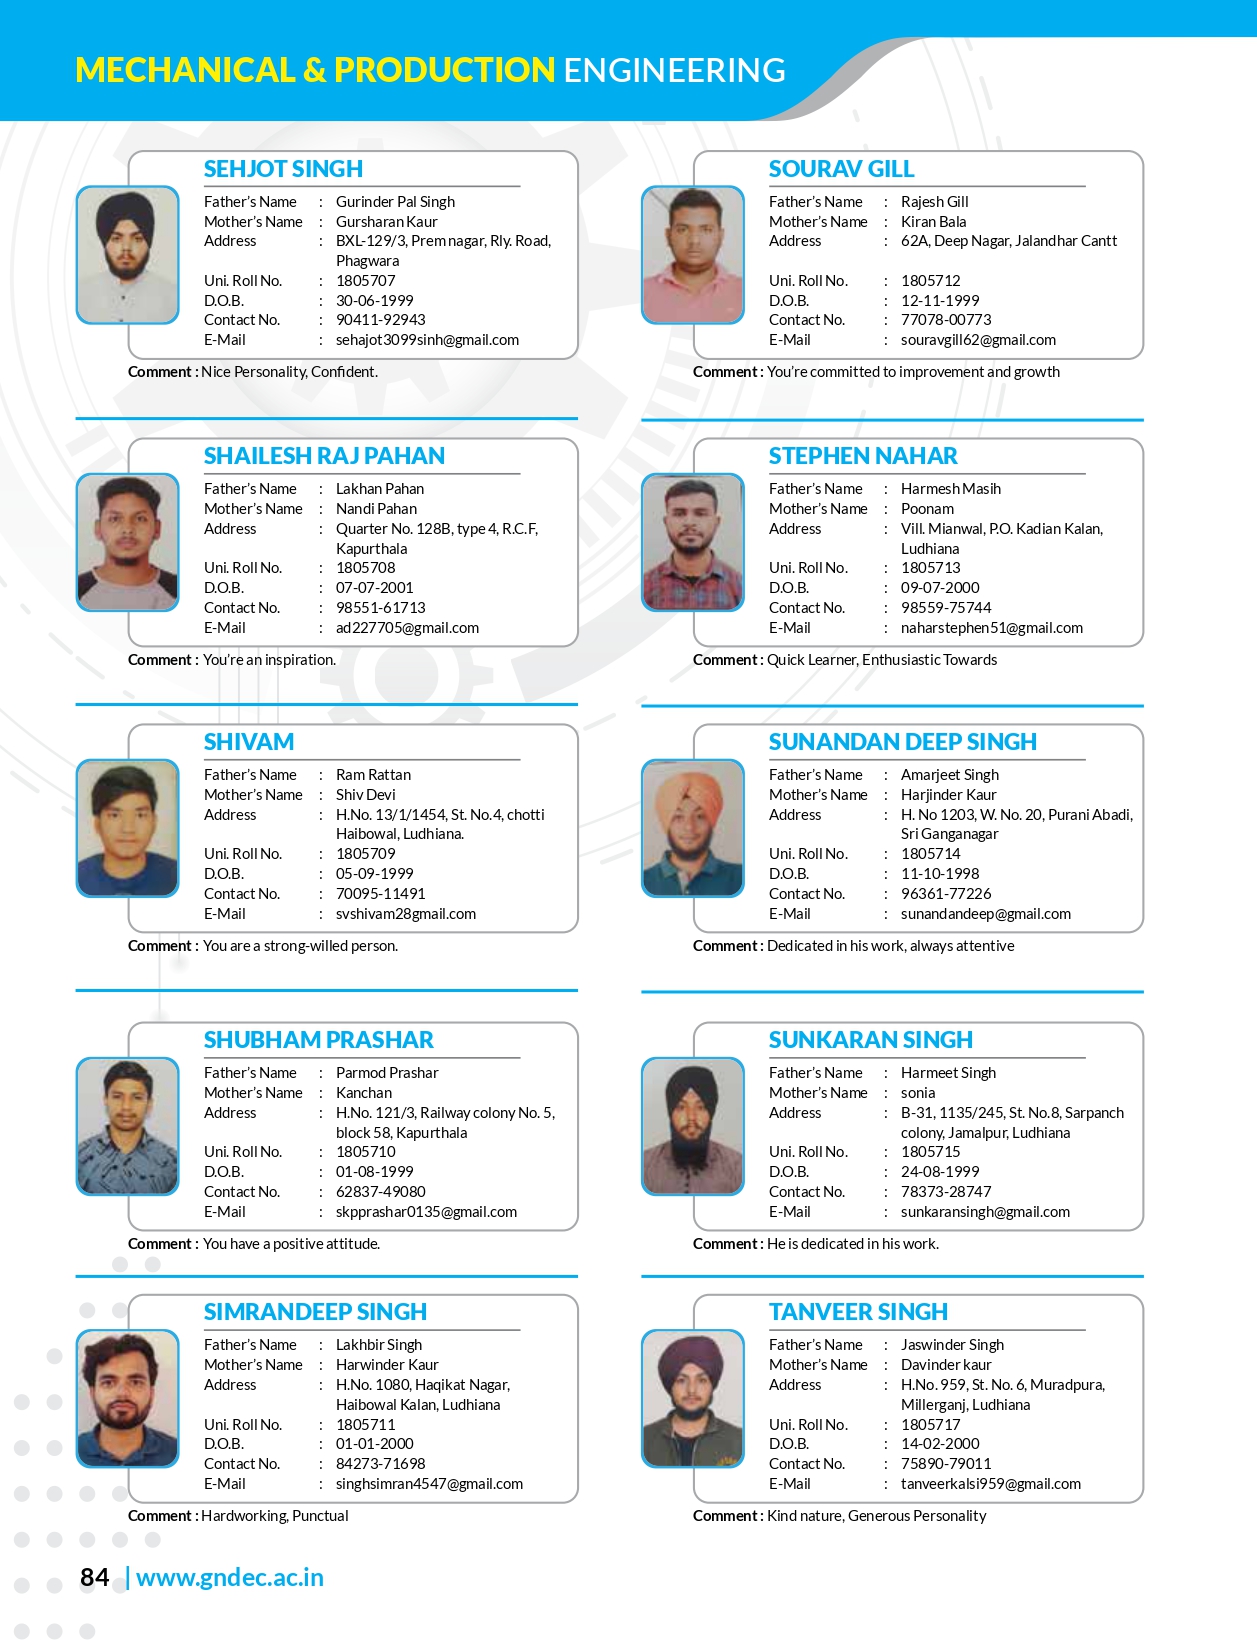 MECHANICAL & PRODUCTION ENGINEERING
SEHJOT SINGH
Father's Name : Gurinder Pal Singh
Mother's Name : Gursharan Kaur
Address : BXL-129/3, Prem nagar, Rly. Road,
Phagwara
Uni. Roll No. : 1805707
D.O.B. : 30-06-1999
Contact No. : 90411-92943
E-Mail : sehajot3099sinh@gmail.com
Comment : Nice Personality, Confident.
SHAILESH RAJ PAHAN
Father's Name : Lakhan Pahan
Mother's Name : Nandi Pahan
Address : Quarter No. 128B, type 4, R.C.F,
Kapurthala
Uni. Roll No. : 1805708
D.O.B. : 07-07-2001
Contact No. : 98551-61713
E-Mail : ad227705@gmail.com
Comment : You're an inspiration.
SHIVAM
Father's Name : Ram Rattan
Mother's Name : Shiv Devi
Address : H.No. 13/1/1454, St. No.4, chotti
Haibowal, Ludhiana.
Uni. Roll No. : 1805709
D.O.B. : 05-09-1999
Contact No. : 70095-11491
E-Mail : svshivam28gmail.com
Comment : You are a strong-willed person.
SHUBHAM PRASHAR
Father's Name : Parmod Prashar
Mother's Name : Kanchan
Address : H.No. 121/3, Railway colony No. 5,
block 58, Kapurthala
Uni. Roll No. : 1805710
D.O.B. : 01-08-1999
Contact No. : 62837-49080
E-Mail : skpprashar0135@gmail.com
Comment : You have a positive attitude.
SIMRANDEEP SINGH
Father's Name : Lakhbir Singh
Mother's Name : Harwinder Kaur
Address : H.No. 1080, Haqikat Nagar,
Haibowal Kalan, Ludhiana
Uni. Roll No. : 1805711
D.O.B. : 01-01-2000
Contact No. : 84273-71698
E-Mail : singhsimran4547@gmail.com
Comment : Hardworking, Punctual
SOURAV GILL
Father's Name : Rajesh Gill
Mother's Name : Kiran Bala
Address : 62A, Deep Nagar, Jalandhar Cantt
Uni. Roll No. : 1805712
D.O.B. : 12-11-1999
Contact No. : 77078-00773
E-Mail : souravgill62@gmail.com
Comment : You're committed to improvement and growth
STEPHEN NAHAR
Father's Name : Harmesh Masih
Mother's Name : Poonam
Address : Vill. Mianwal, P.O. Kadian Kalan,
Ludhiana
Uni. Roll No. : 1805713
D.O.B. : 09-07-2000
Contact No. : 98559-75744
E-Mail : naharstephen51@gmail.com
Comment : Quick Learner, Enthusiastic Towards
SUNANDAN DEEP SINGH
Father's Name : Amarjeet Singh
Mother's Name : Harjinder Kaur
Address : H. No 1203, W. No. 20, Purani Abadi,
Sri Ganganagar
Uni. Roll No. : 1805714
D.O.B. : 11-10-1998
Contact No. : 96361-77226
E-Mail : sunandandeep@gmail.com
Comment : Dedicated in his work, always attentive
SUNKARAN SINGH
Father's Name : Harmeet Singh
Mother's Name : sonia
Address : B-31, 1135/245, St. No.8, Sarpanch
colony, Jamalpur, Ludhiana
Uni. Roll No. : 1805715
D.O.B. : 24-08-1999
Contact No. : 78373-28747
E-Mail : sunkaransingh@gmail.com
Comment : He is dedicated in his work.
TANVEER SINGH
Father's Name : Jaswinder Singh
Mother's Name : Davinder kaur
Address : H.No. 959, St. No. 6, Muradpura,
Millerganj, Ludhiana
Uni. Roll No. : 1805717
D.O.B. : 14-02-2000
Contact No. : 75890-79011
E-Mail : tanveerkalsi959@gmail.com
Comment : Kind nature, Generous Personality
84 | www.gndec.ac.in